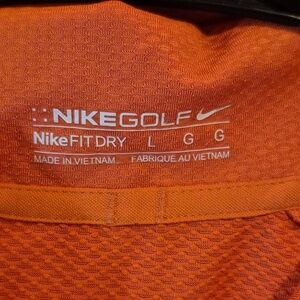 NIKEGOLF
NikeFITDRY L G G
MADE IN VIETNAM FABRIQUE AU VIETNAM